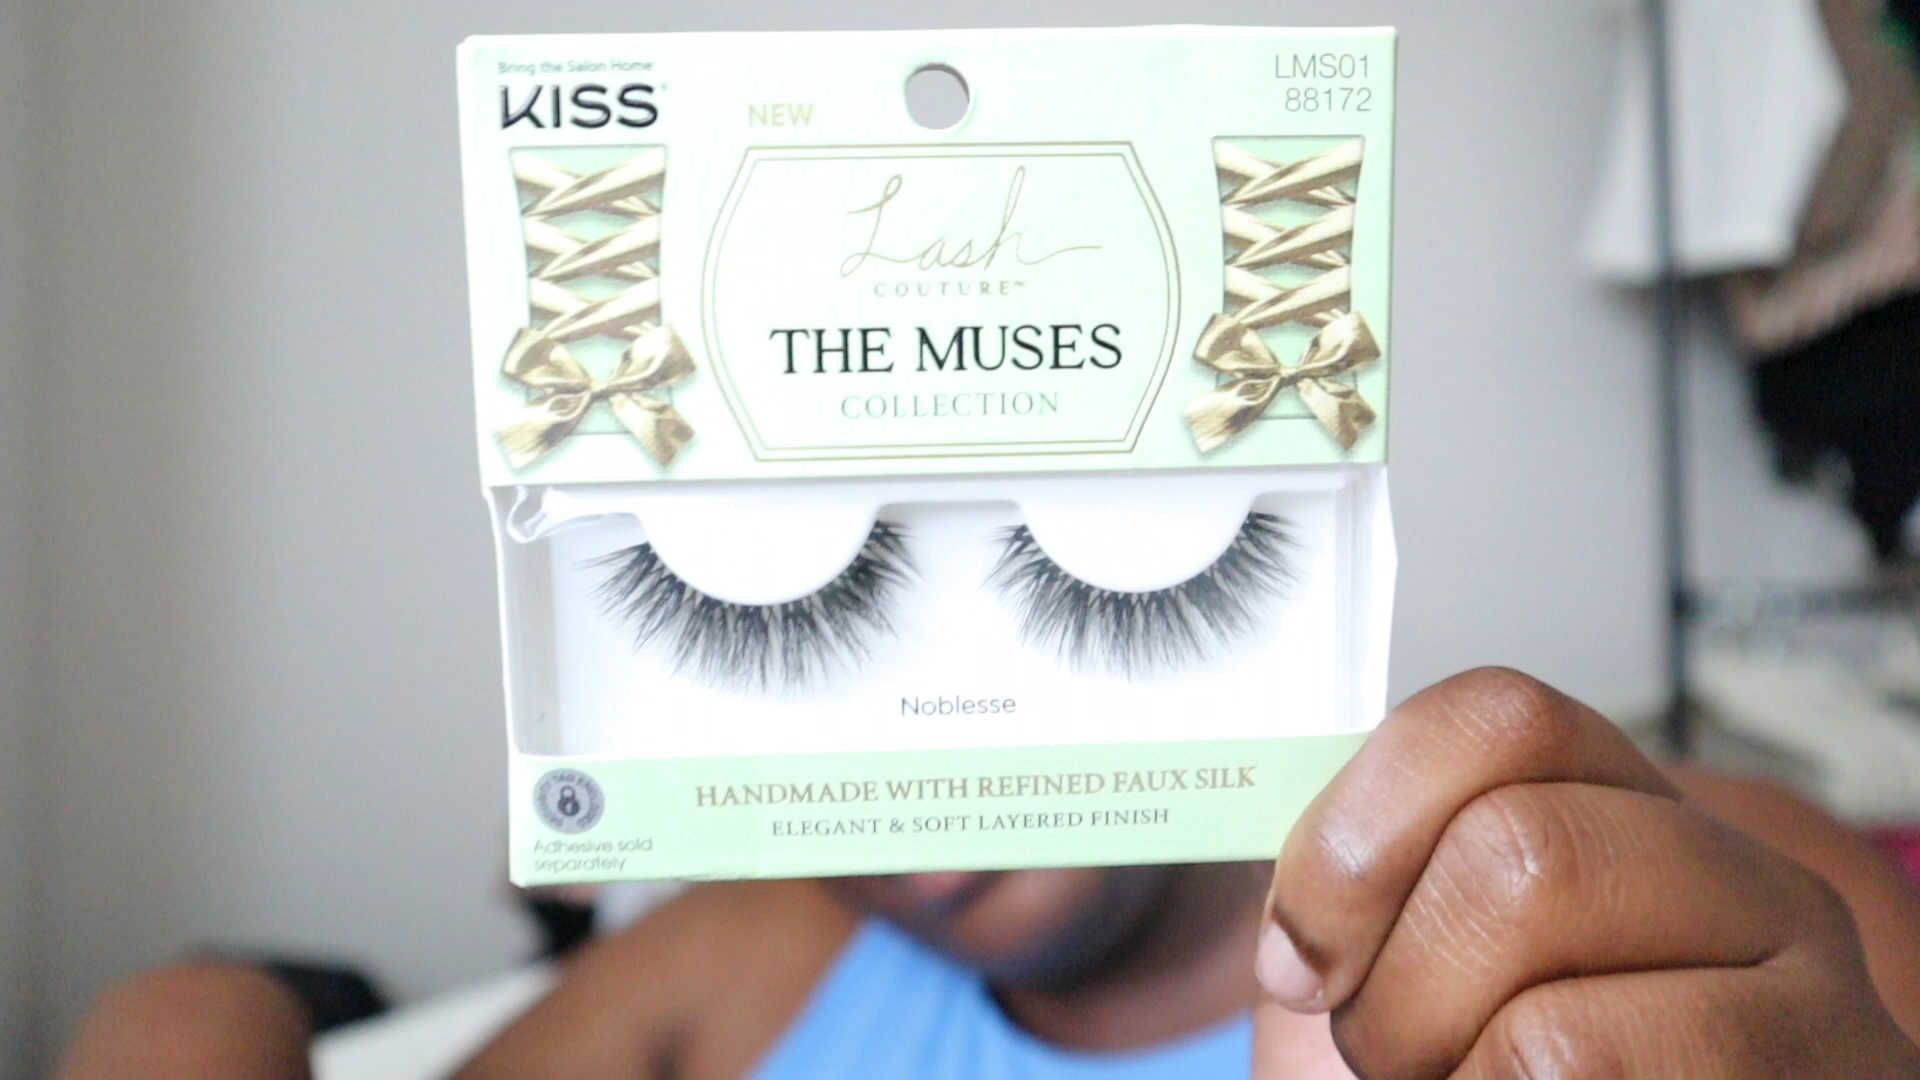 Bring the Salon Home
KISS
NEW
LMS01
88172
Lash
COUTURE™
THE MUSES
COLLECTION
Noblesse
HANDMADE WITH REFINED FAUX SILK
ELEGANT & SOFT LAYERED FINISH
Adhesive sold
separately